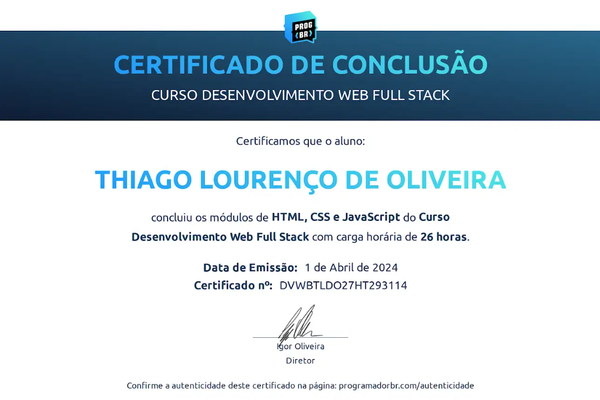 PROG
{BR}
CERTIFICADO DE CONCLUSÃO
CURSO DESENVOLVIMENTO WEB FULL STACK
Certificamos que o aluno:
THIAGO LOURENÇO DE OLIVEIRA
concluiu os módulos de HTML, CSS e JavaScript do Curso
Desenvolvimento Web Full Stack com carga horária de 26 horas.
Data de Emissão: 1 de Abril de 2024
Certificado nº: DVWBTLDO27HT293114
Igor Oliveira
Diretor
Confirme a autenticidade deste certificado na página: programadorbr.com/autenticidade